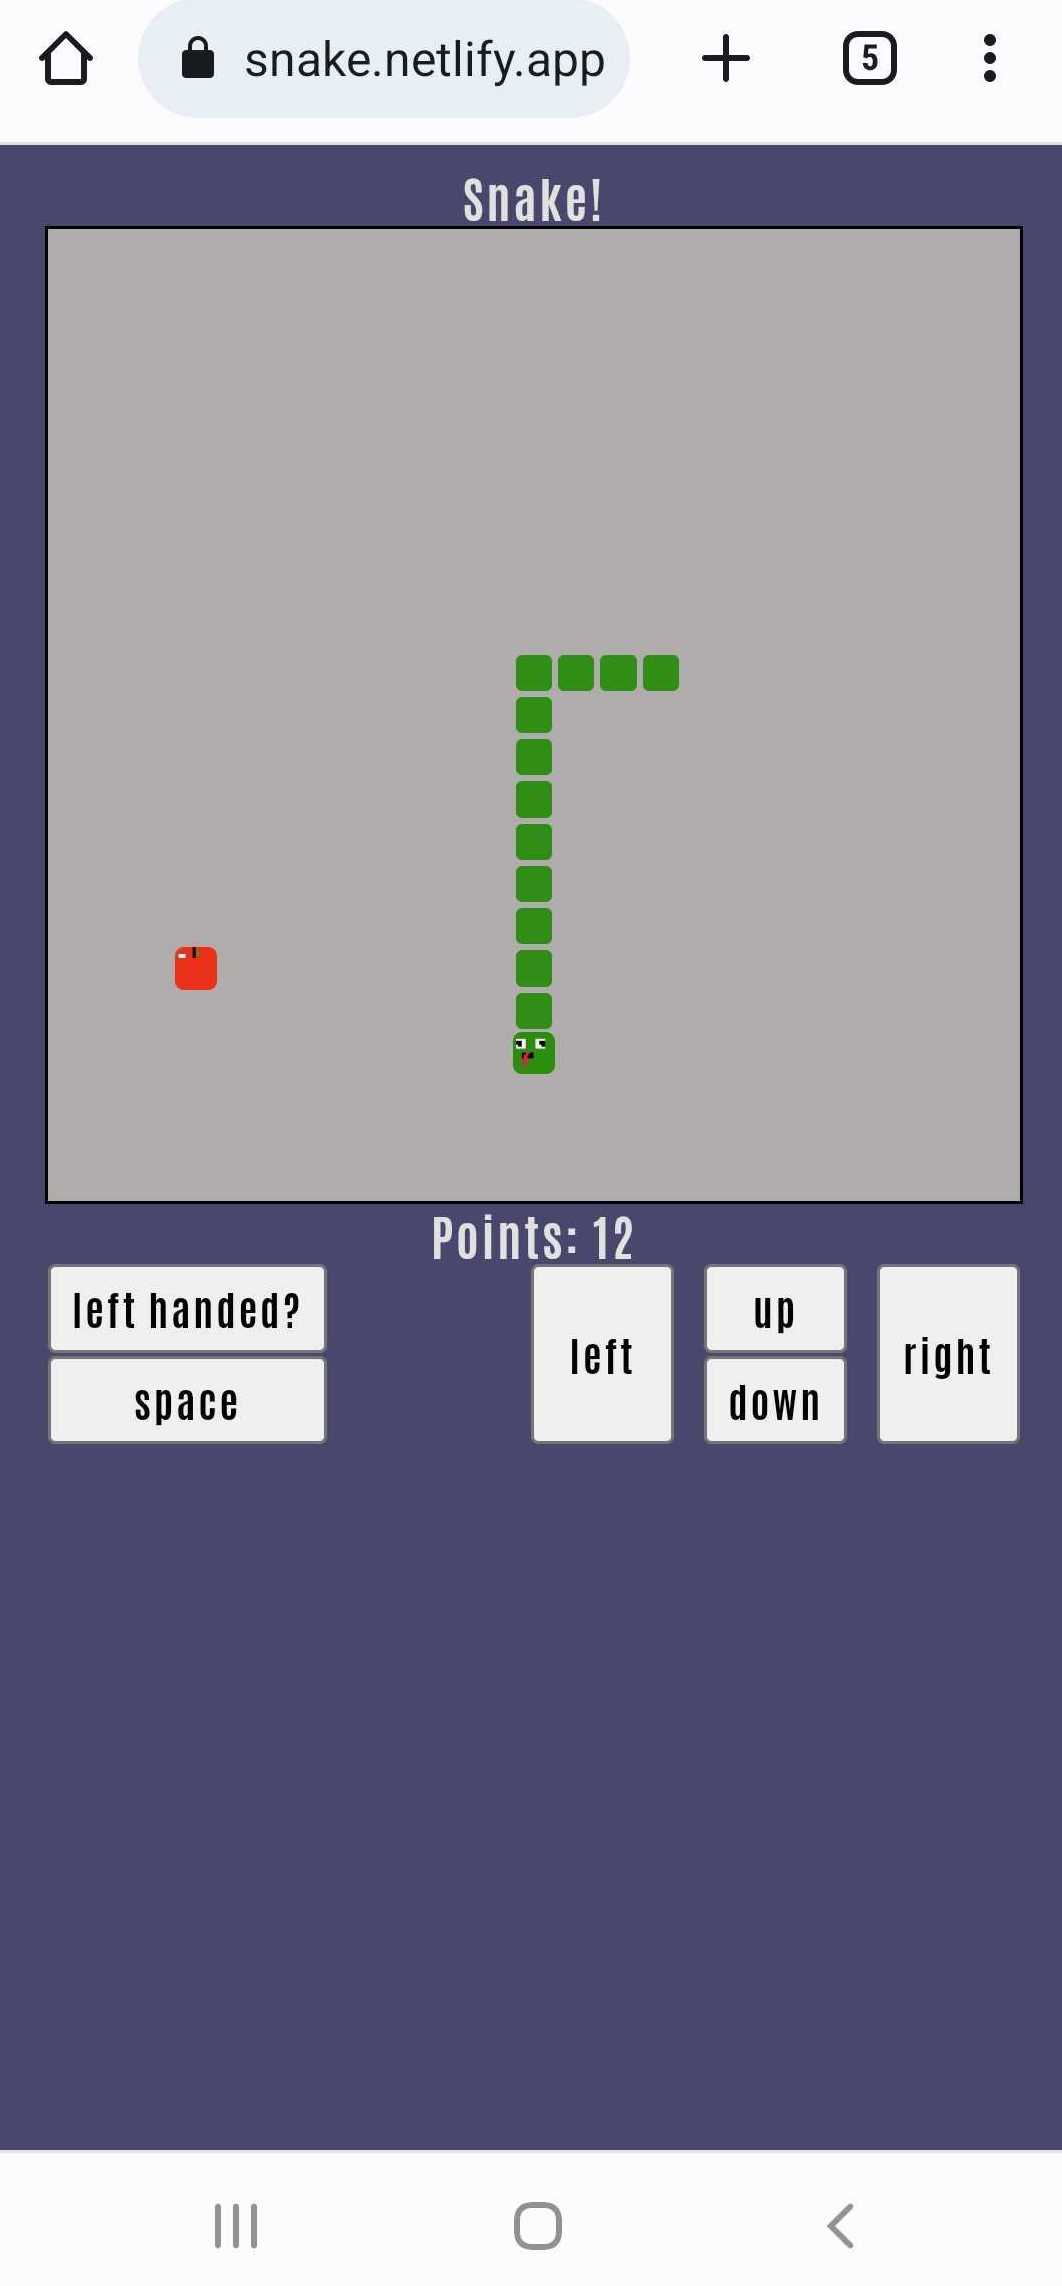 snake.netlify.app
5
Snake!
Points: 12
left handed?
space
left
up
down
right